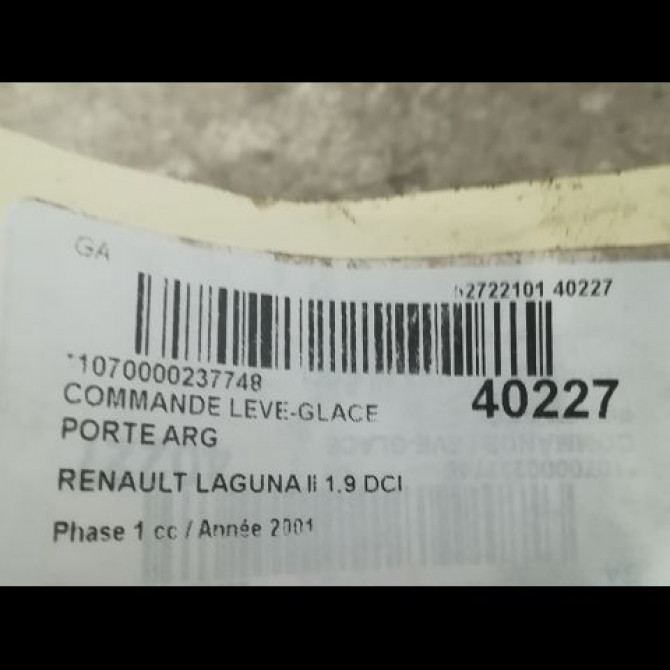 GA
52722101 40227
*1070000237748
40227
COMMANDE LEVE-GLACE
PORTE ARG
RENAULT LAGUNA II 1.9 DCI
Phase 1 cc / Année 2001